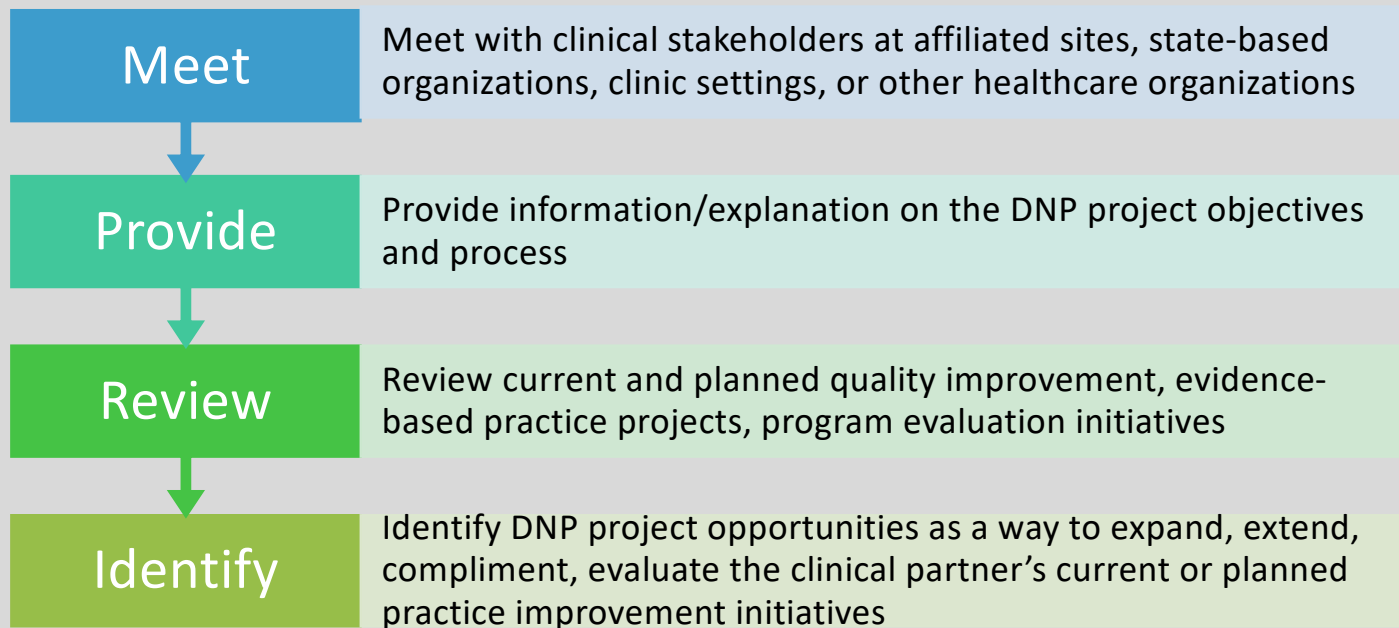 Meet
Meet with clinical stakeholders at affiliated sites, state-based
organizations, clinic settings, or other healthcare organizations
Provide
Provide information/explanation on the DNP project objectives
and process
Review
Review current and planned quality improvement, evidence-
based practice projects, program evaluation initiatives
Identify
Identify DNP project opportunities as a way to expand, extend,
compliment, evaluate the clinical partner’s current or planned
practice improvement initiatives